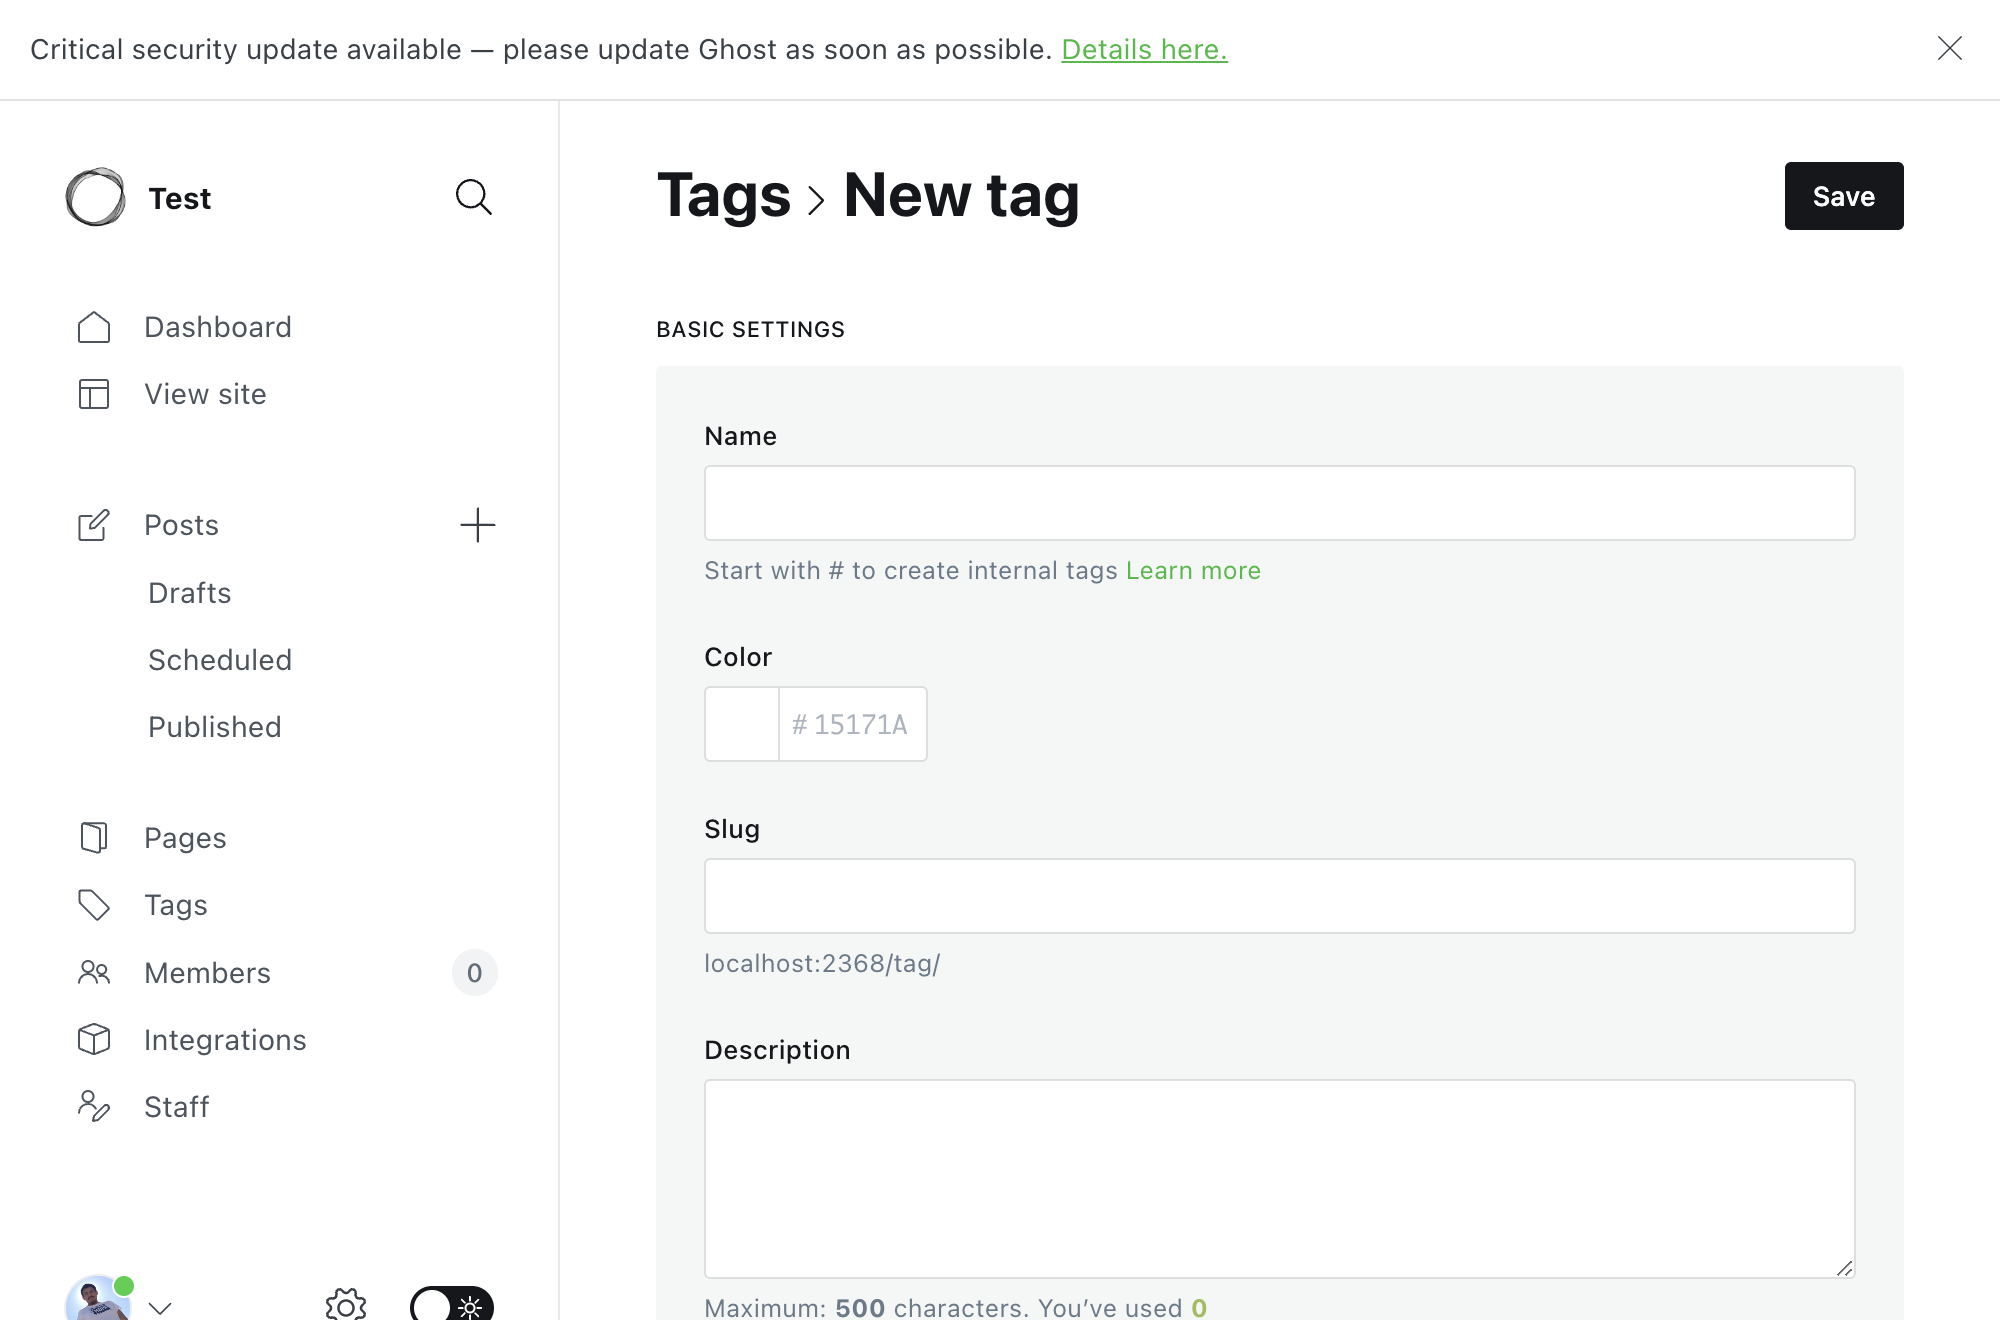 Critical security update available — please update Ghost as soon as possible. Details here.
Test
Dashboard
View site
Posts
Drafts
Scheduled
Published
Pages
Tags
Members 0
Integrations
Staff
Tags > New tag
Save
BASIC SETTINGS
Name
Start with # to create internal tags Learn more
Color
# 15171A
Slug
localhost:2368/tag/
Description
Maximum: 500 characters. You’ve used 0